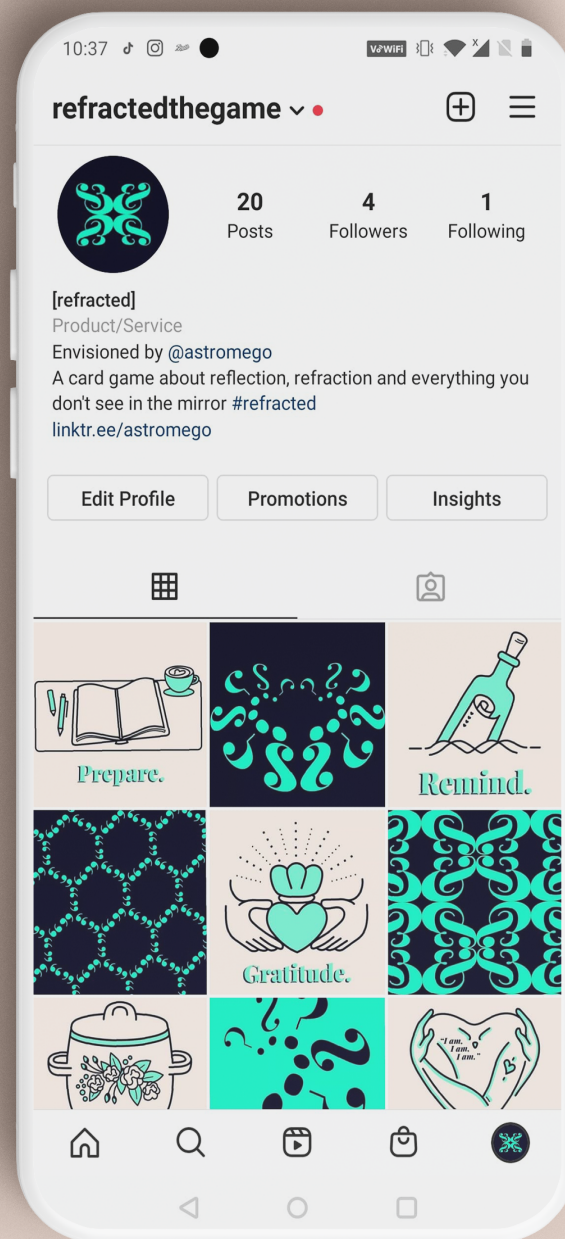 10:37
VoWiFi
X
refractedthegame
20
4
1
Posts
Followers
Following
[refracted]
Product/Service
Envisioned by @astromego
A card game about reflection, refraction and everything you
don't see in the mirror #refracted
linktr.ee/astromego
Edit Profile
Promotions
Insights
Prepare.
Remind.
Gratitude.
"I am,
I am,
I am."